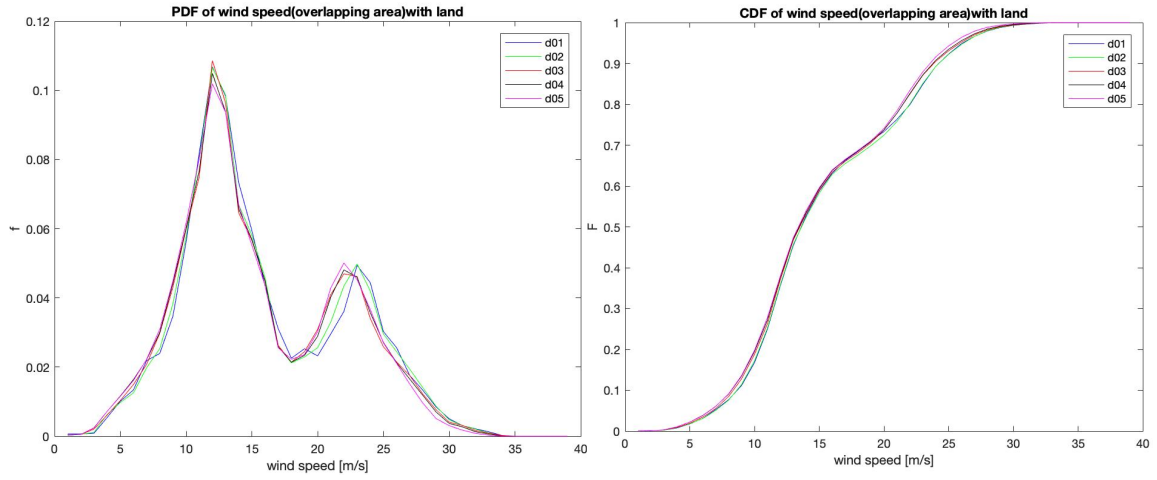 PDF of wind speed(overlapping area)with land
0.12
0.1
0.08
0.06
0.04
0.02
0
f
0 5 10 15 20 25 30 35 40
wind speed [m/s]
d01
d02
d03
d04
d05
CDF of wind speed(overlapping area)with land
1
0.9
0.8
0.7
0.6
0.5
0.4
0.3
0.2
0.1
0
F
0 5 10 15 20 25 30 35 40
wind speed [m/s]
d01
d02
d03
d04
d05